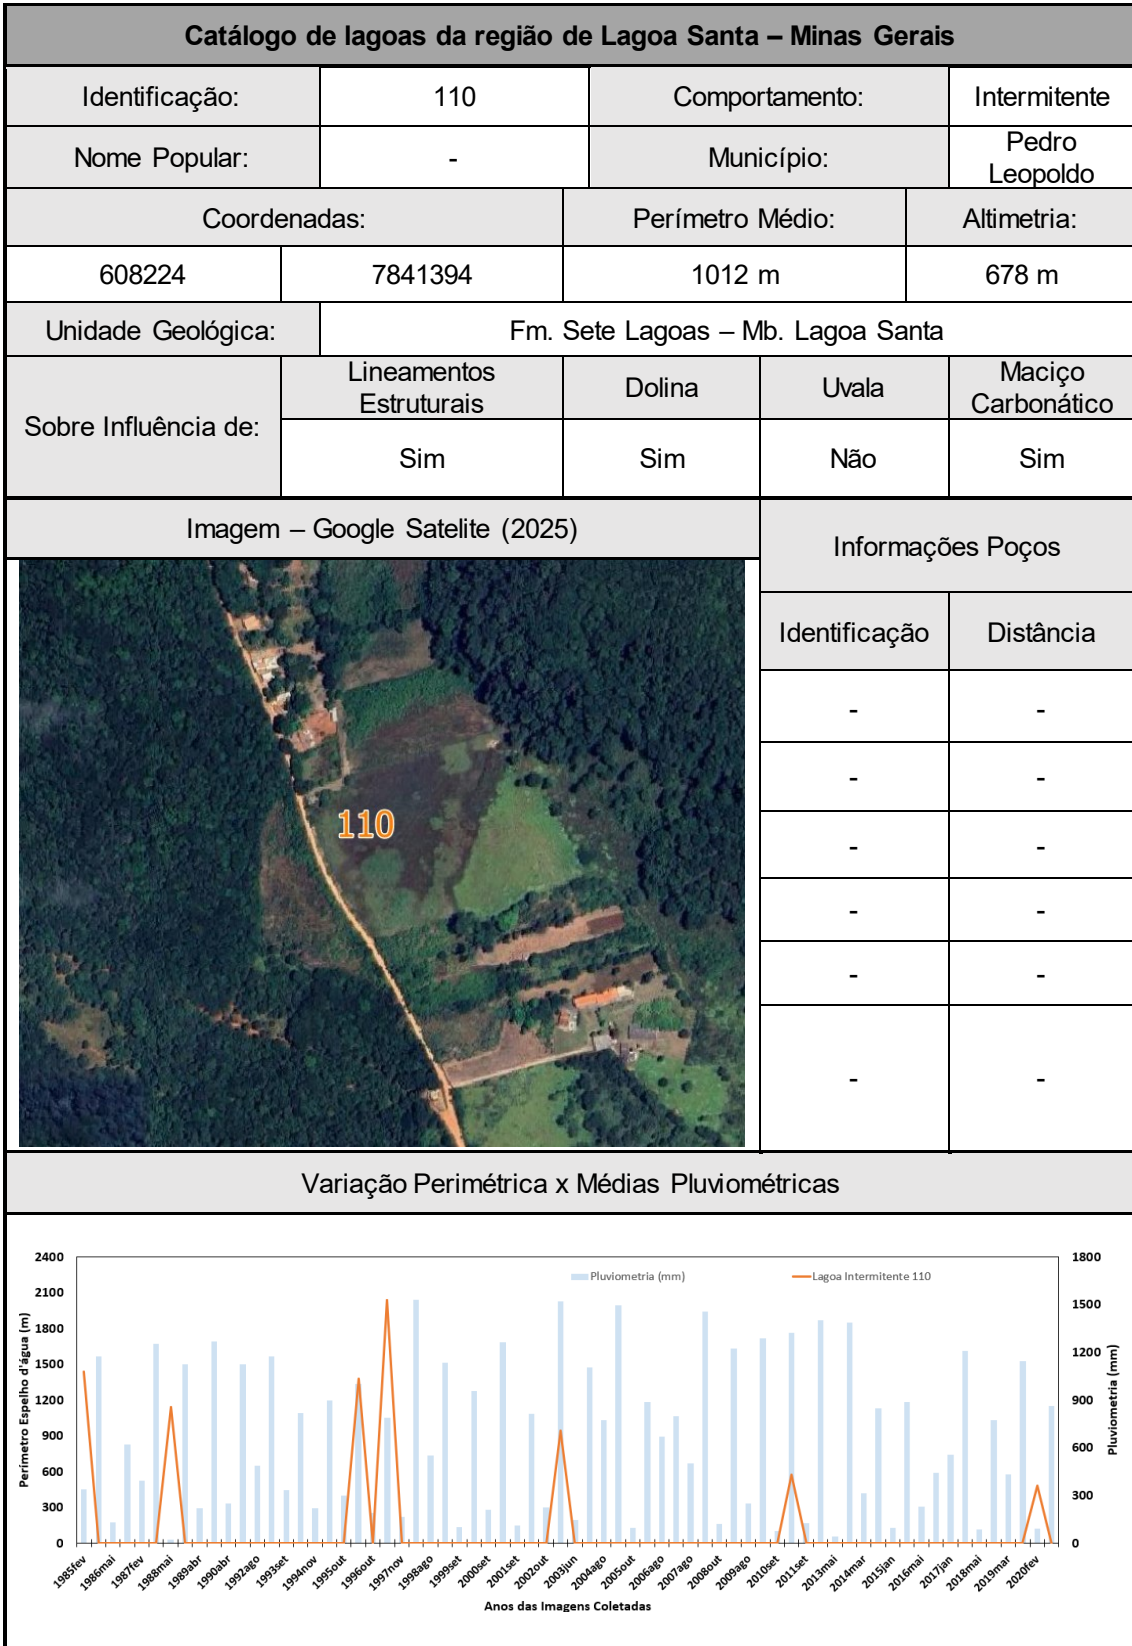 Catálogo de lagoas da região de Lagoa Santa – Minas Gerais
Identificação: 110 Comportamento: Intermitente
Nome Popular: - Município: Pedro
Leopoldo
Coordenadas: Perímetro Médio: Altimetria:
608224 7841394 1012 m 678 m
Unidade Geológica: Fm. Sete Lagoas – Mb. Lagoa Santa
Sobre Influência de:
Lineamentos
Estruturais
Dolina
Uvala
Maciço
Carbonático
Sim Sim Não Sim
Imagem – Google Satelite (2025)
Informações Poços
Identificação Distância
- -
- -
- -
- -
- -
- -
110
Variação Perimétrica x Médias Pluviométricas
Pluviometria (mm) Lagoa Intermitente 110
Perímetro Espelho d'água (m)
2400
2100
1800
1500
1200
900
600
300
0
1800
1500
1200
900
600
300
0
Pluviometria (mm)
1985fev 1986mai 1987fev 1988mai 1989abr 1990abr 1992ago 1993set 1994nov 1995out 1996out 1997nov 1998ago 1999set 2000set 2001set 2002out 2003jun 2004ago 2005out 2006ago 2007ago 2008out 2009ago 2010set 2011set 2013mai 2014mar 2015jan 2016mai 2017jan 2018mai 2019mar 2020fev
Anos das Imagens Coletadas